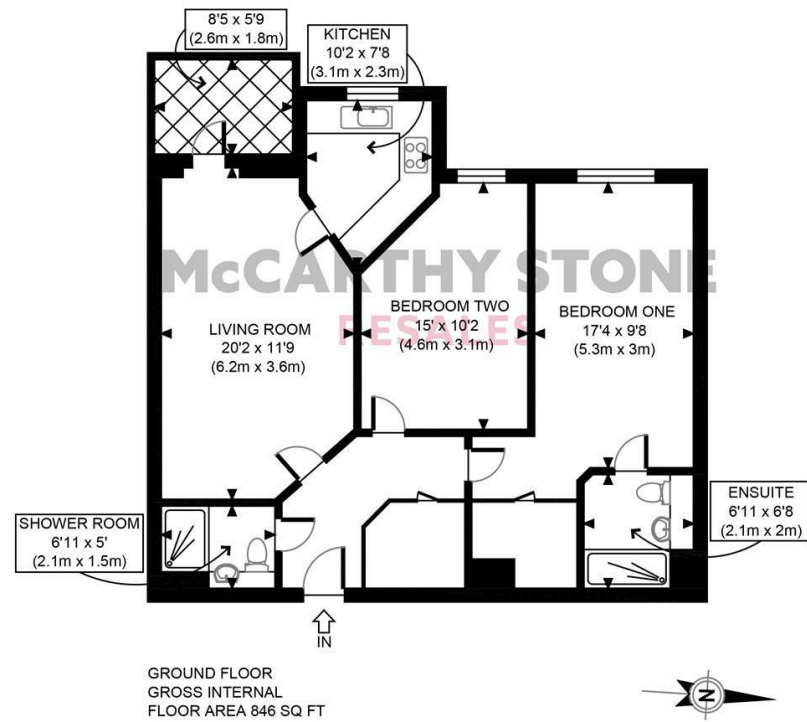 8'5 x 5'9
(2.6m x 1.8m)
KITCHEN
10'2 x 7'8
(3.1m x 2.3m)
McCARTHY STONE
RESALES
LIVING ROOM
20'2 x 11'9
(6.2m x 3.6m)
BEDROOM TWO
15' x 10'2
(4.6m x 3.1m)
BEDROOM ONE
17'4 x 9'8
(5.3m x 3m)
SHOWER ROOM
6'11 x 5'
(2.1m x 1.5m)
ENSUITE
6'11 x 6'8
(2.1m x 2m)
IN
GROUND FLOOR
GROSS INTERNAL
FLOOR AREA 846 SQ FT
N